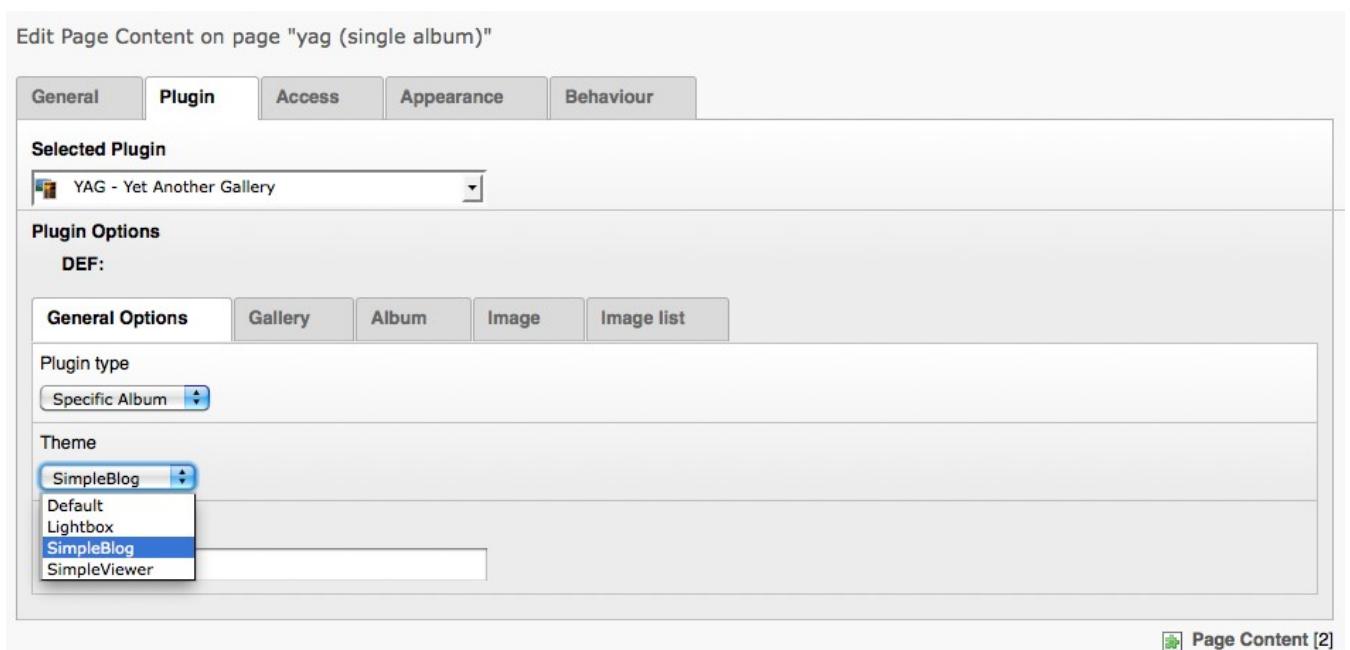 Edit Page Content on page "yag (single album)"
General Plugin Access Appearance Behaviour
Selected Plugin
YAG - Yet Another Gallery
Plugin Options
DEF:
General Options Gallery Album Image Image list
Plugin type
Specific Album
Theme
SimpleBlog
Default
Lightbox
SimpleBlog
SimpleViewer
Page Content [2]